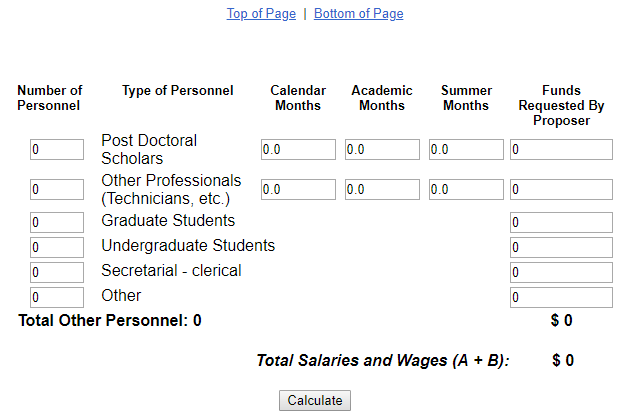 Top of Page | Bottom of Page
Number of Personnel Type of Personnel Calendar Months Academic Months Summer Months Funds Requested By Proposer
0 Post Doctoral Scholars 0.0 0.0 0.0 0
0 Other Professionals (Technicians, etc.) 0.0 0.0 0.0 0
0 Graduate Students 0
0 Undergraduate Students 0
0 Secretarial - clerical 0
0 Other 0
Total Other Personnel: 0 $ 0
Total Salaries and Wages (A + B): $ 0
Calculate